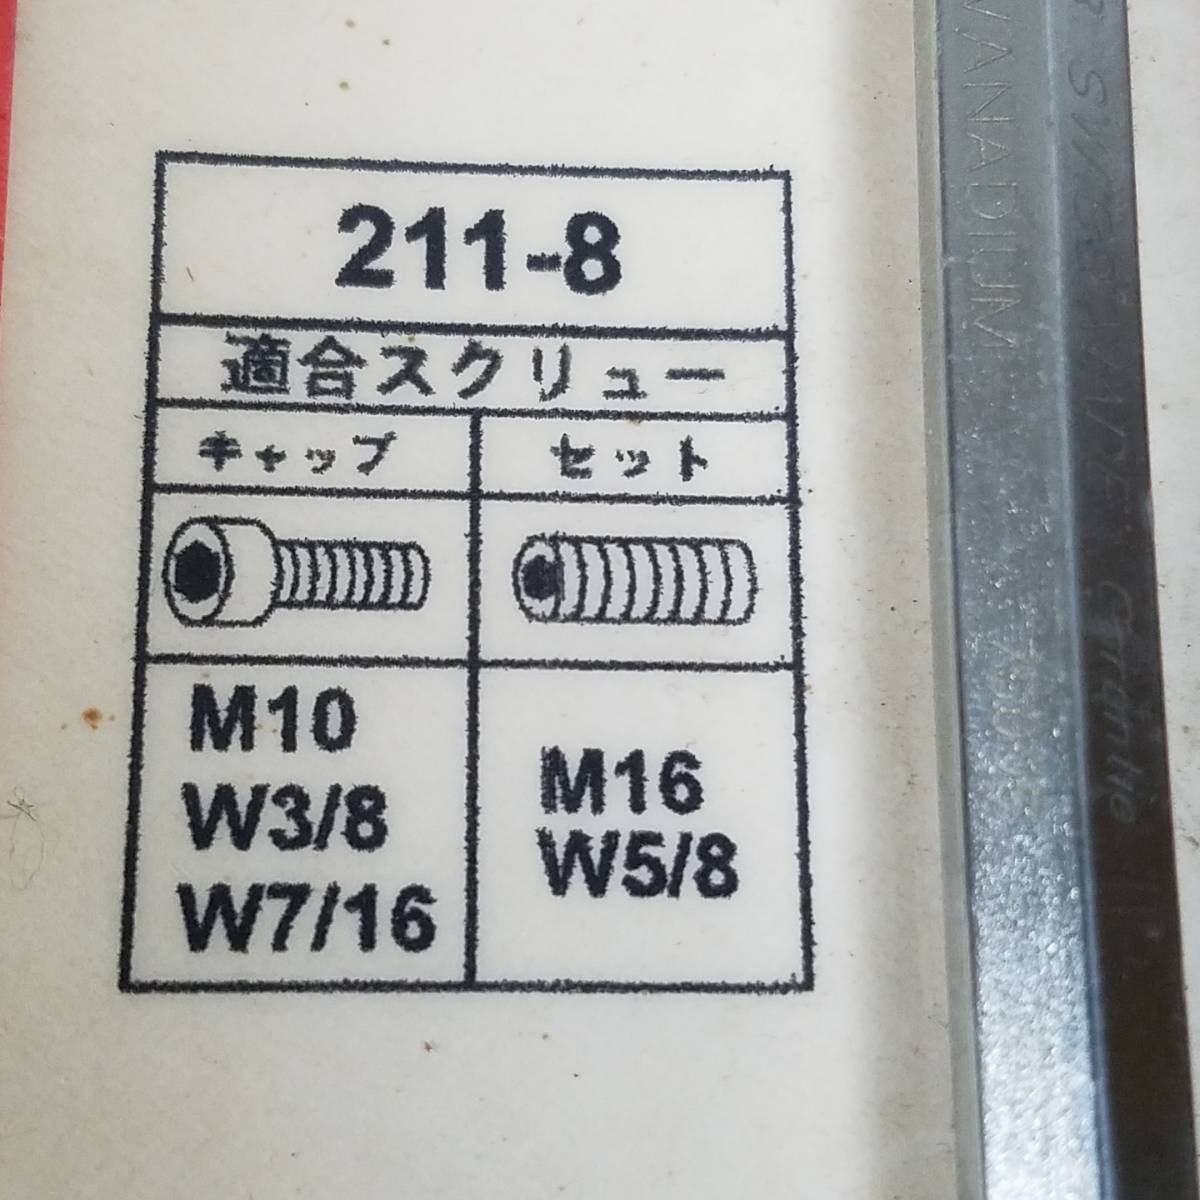 211-8
適合スクリュー
キャップ
セット
M10
W3/8
W7/16
M16
W5/8
VANADIUM